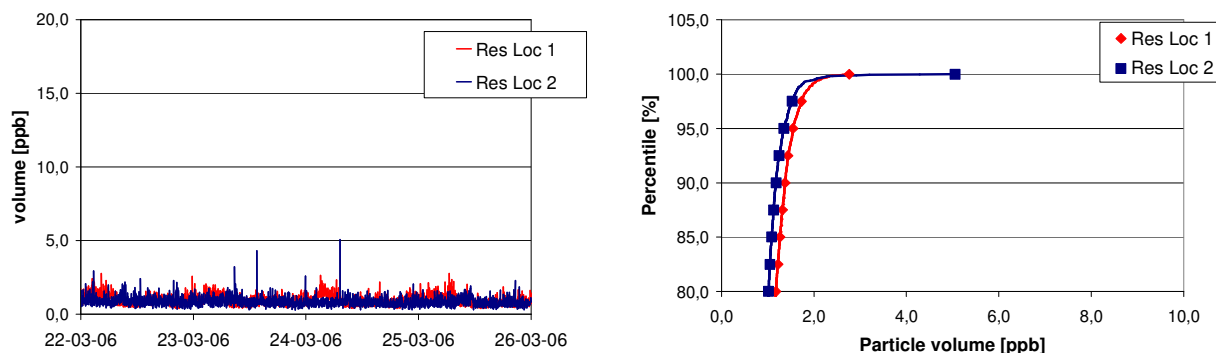 20,0
15,0
10,0
5,0
0,0
volume [ppb]
22-03-06 23-03-06 24-03-06 25-03-06 26-03-06
Res Loc 1
Res Loc 2
105,0
100,0
95,0
90,0
85,0
80,0
Percentile [%]
0,0 2,0 4,0 6,0 8,0 10,0
Particle volume [ppb]
Res Loc 1
Res Loc 2